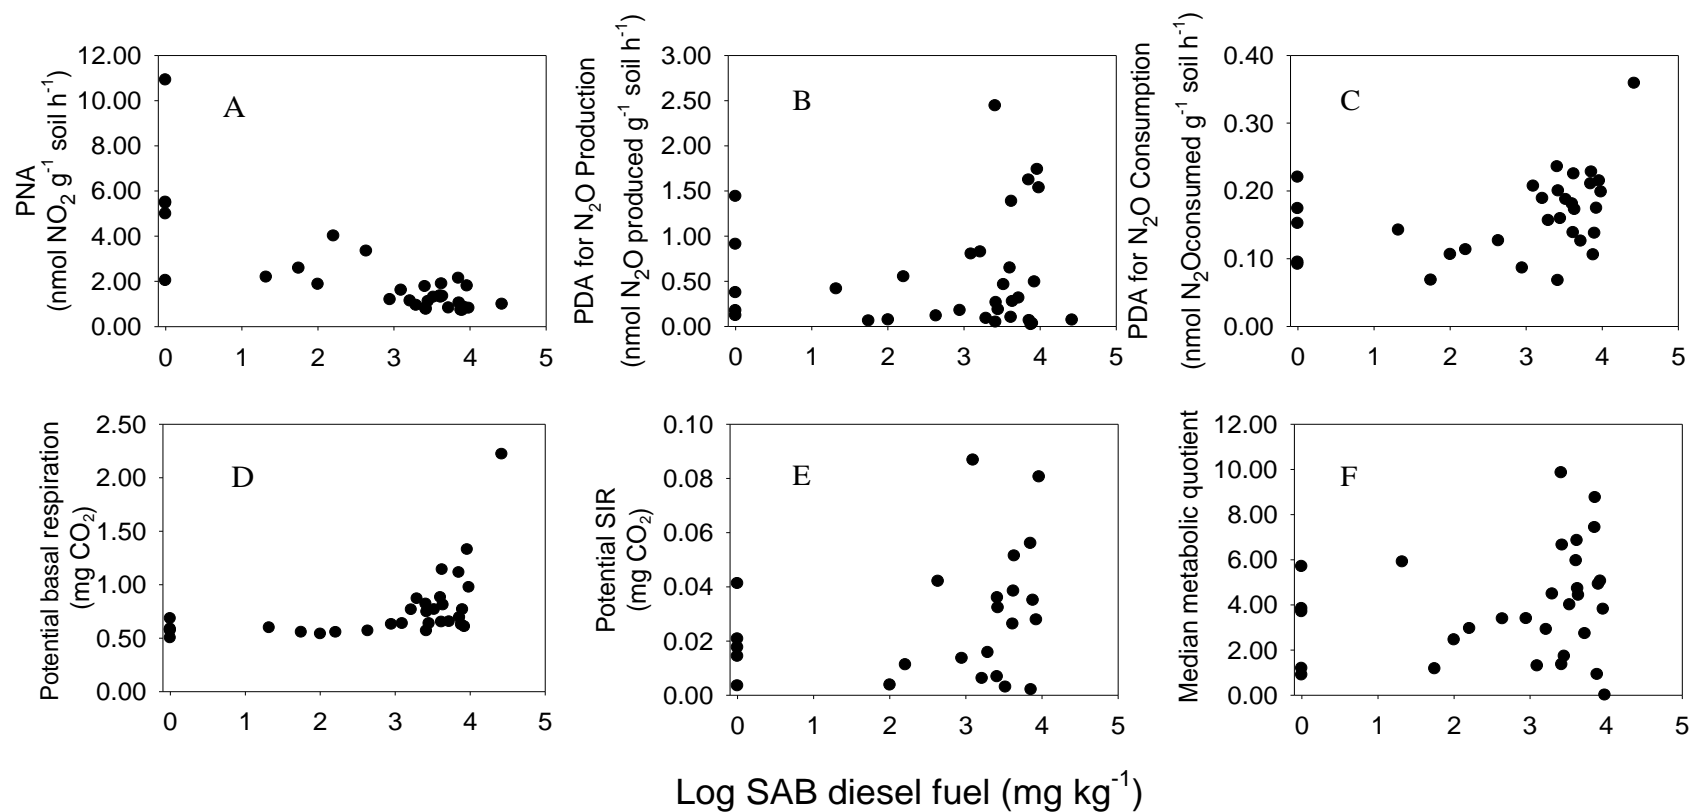 A
PNA
(nmol NO₂ g⁻¹ soil h⁻¹)
12.00
10.00
8.00
6.00
4.00
2.00
0.00
0 1 2 3 4 5
B
PDA for N₂O Production
(nmol N₂O produced g⁻¹ soil h⁻¹)
3.00
2.50
2.00
1.50
1.00
0.50
0.00
0 1 2 3 4 5
C
PDA for N₂O Consumption
(nmol N₂Oconsumed g⁻¹ soil h⁻¹)
0.40
0.30
0.20
0.10
0.00
0 1 2 3 4 5
D
Potential basal respiration
(mg CO₂)
2.50
2.00
1.50
1.00
0.50
0.00
0 1 2 3 4 5
E
Potential SIR
(mg CO₂)
0.10
0.08
0.06
0.04
0.02
0.00
0 1 2 3 4 5
F
Median metabolic quotient
12.00
10.00
8.00
6.00
4.00
2.00
0.00
0 1 2 3 4 5
Log SAB diesel fuel (mg kg⁻¹)